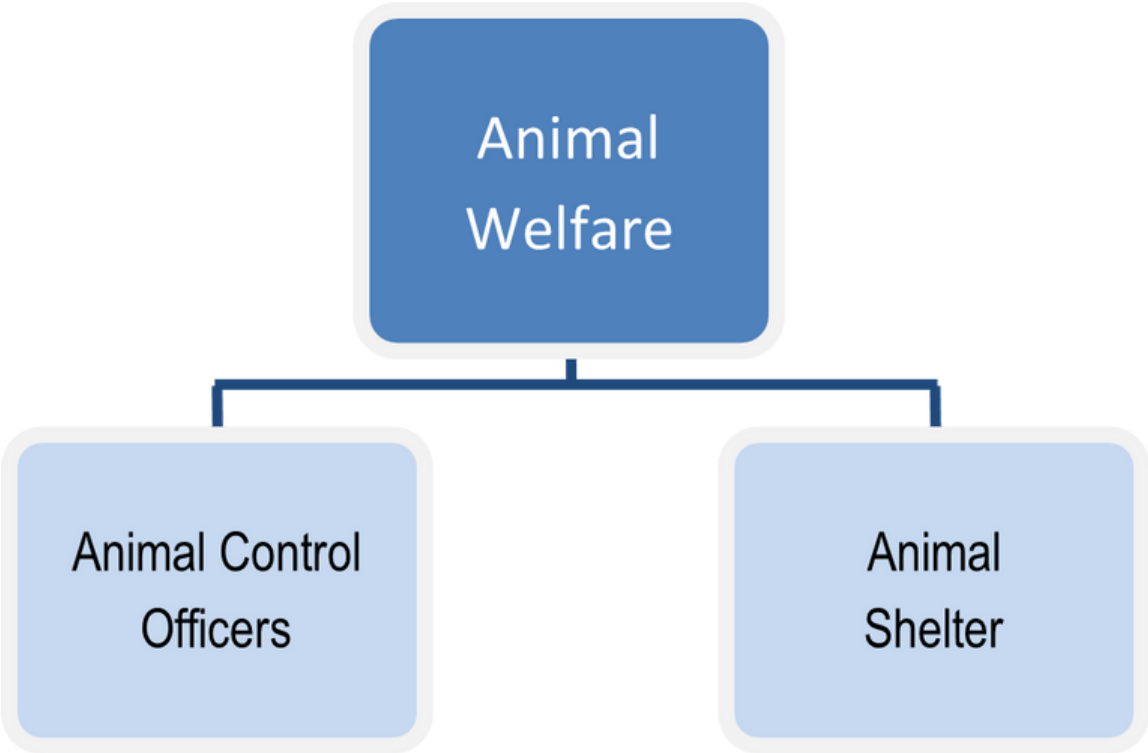 Animal
Welfare
Animal Control
Officers
Animal
Shelter